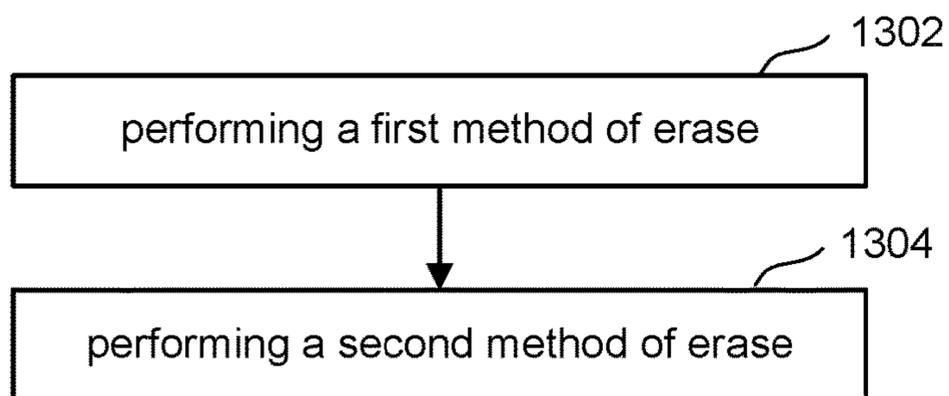 1302
performing a first method of erase
1304
performing a second method of erase